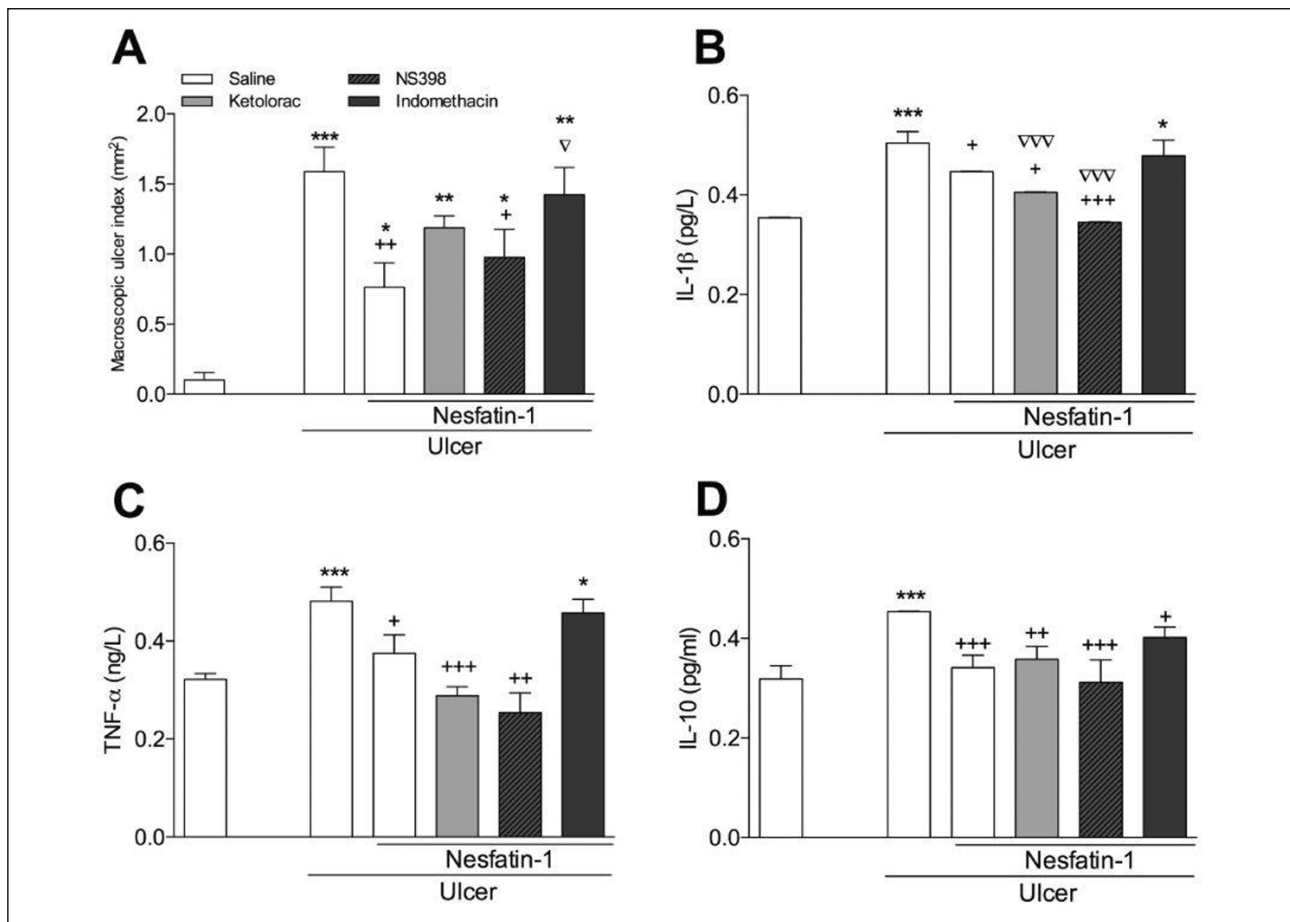 A
Saline NS398
Ketolorac Indomethacin
Macroscopic ulcer index (mm²)
2.0
1.5
1.0
0.5
0.0
***
*
++
**
*
+
**
∇
Nesfatin-1
Ulcer
B
IL-1β (pg/L)
0.6
0.4
0.2
0.0
***
+
∇∇∇
+
∇∇∇
+++
*
Nesfatin-1
Ulcer
C
TNF-α (ng/L)
0.6
0.4
0.2
0.0
***
+
+++
++
*
Nesfatin-1
Ulcer
D
IL-10 (pg/ml)
0.6
0.4
0.2
0.0
***
+++
++
+++
+
Nesfatin-1
Ulcer